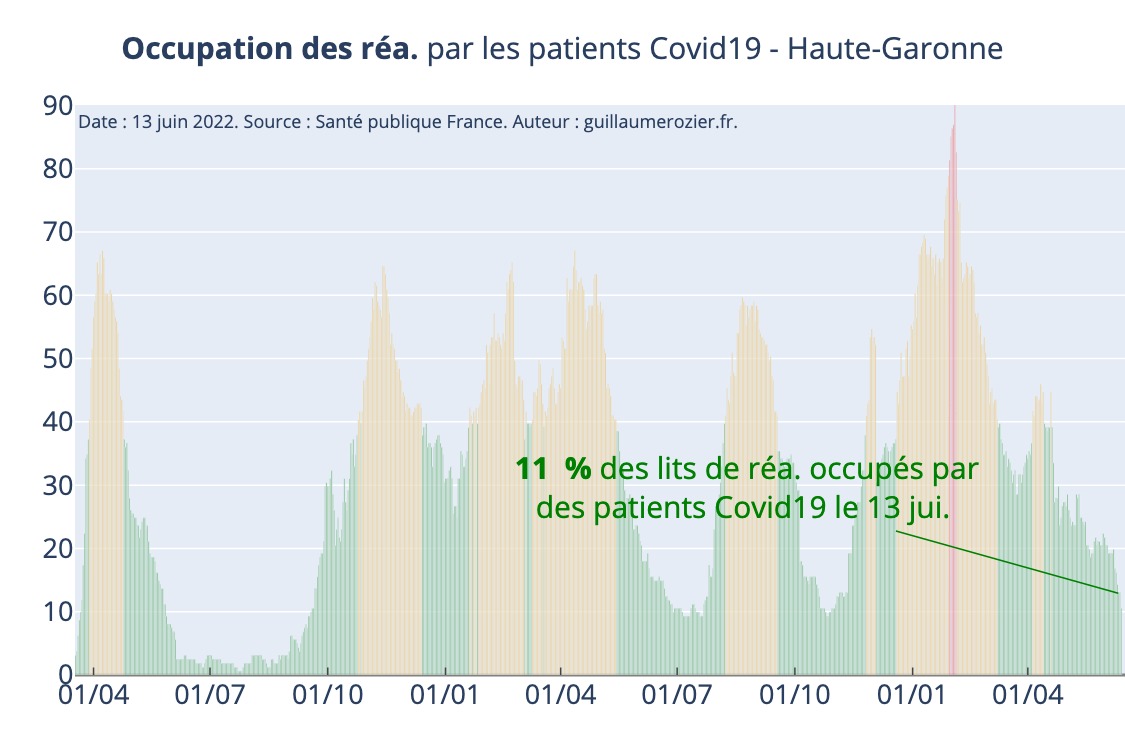 Occupation des réa. par les patients Covid19 - Haute-Garonne
90
Date : 13 juin 2022. Source : Santé publique France. Auteur : guillaumerozier.fr.
80
70
60
50
40
30
11 % des lits de réa. occupés par
des patients Covid19 le 13 jui.
20
10
0
01/04 01/07 01/10 01/01 01/04 01/07 01/10 01/01 01/04